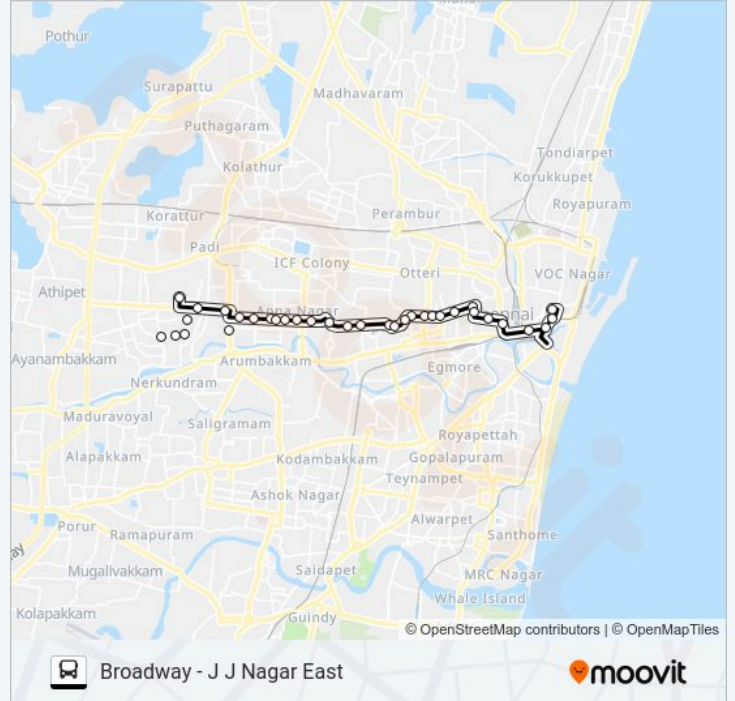 Pothur
Surapattu
Madhavaram
Puthagaram
Kolathur
Tondiarpet
Korukkupet
Royapuram
Korattur
Perambur
Padi
ICF Colony
Otteri
VOC Nagar
Athipet
Anna Nagar
Chennai
Ayanambakkam
Arumbakkam
Egmore
Nerkundram
Maduravoyal
Saligramam
Royapettah
Alapakkam
Kodambakkam
Gopalapuram
Teynampet
Ashok Nagar
Alwarpet
Porur
Ramapuram
Santhome
Mugalivakkam
Saidapet
MRC Nagar
Whale Island
Kolapakkam
Guindy
© OpenStreetMap contributors | © OpenMapTiles
Broadway - J J Nagar East
moovit